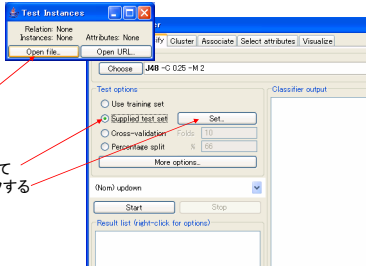 Test Instances
Relation: None
Instances: None Attributes: None
Open file... Open URL...
Cluster Associate Select attributes Visualize
Choose J48 -C 0.25 -M 2
Test options
Use training set
Supplied test set Set...
Cross-validation Folds 10
Percentage split % 66
More options...
(Nom) updown
Start Stop
Result list (right-click for options)
Classifier output
て
する